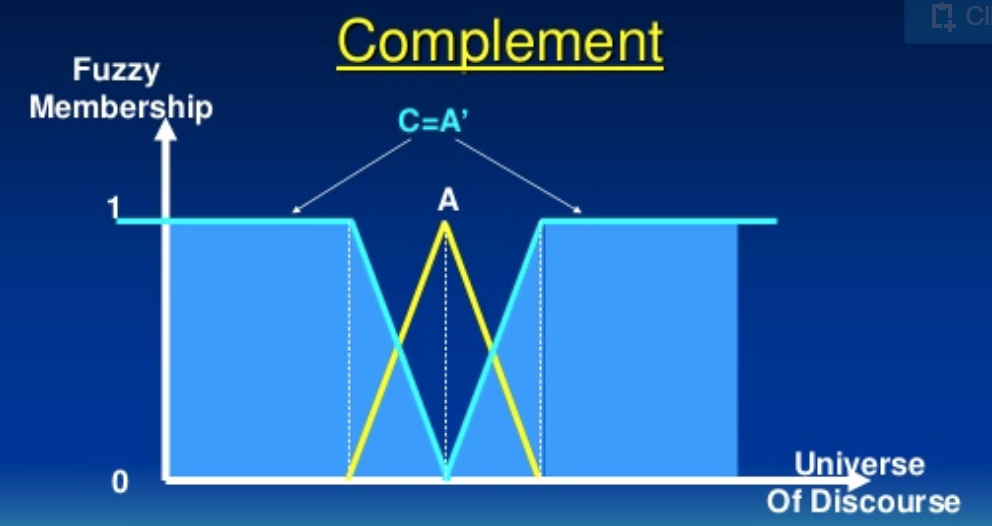 Complement
Fuzzy
Membership
C=A’
A
1
0
Universe
Of Discourse